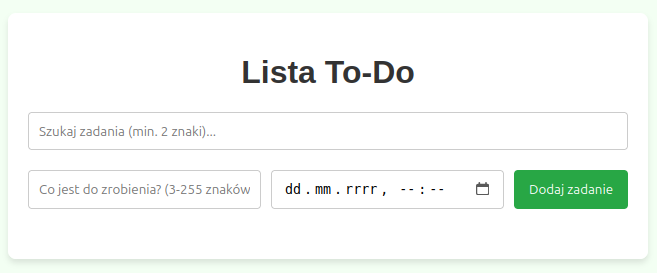 Lista To-Do
Szukaj zadania (min. 2 znaki)...
Co jest do zrobienia? (3-255 znaków
dd.mm.rrrr, --:--
Dodaj zadanie